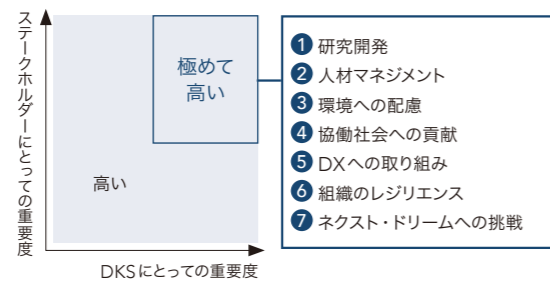 ステークホルダーにとっての重要度
極めて
高い
高い
DKSにとっての重要度
1 研究開発
2 人材マネジメント
3 環境への配慮
4 協働社会への貢献
5 DXへの取り組み
6 組織のレジリエンス
7 ネクスト・ドリームへの挑戦